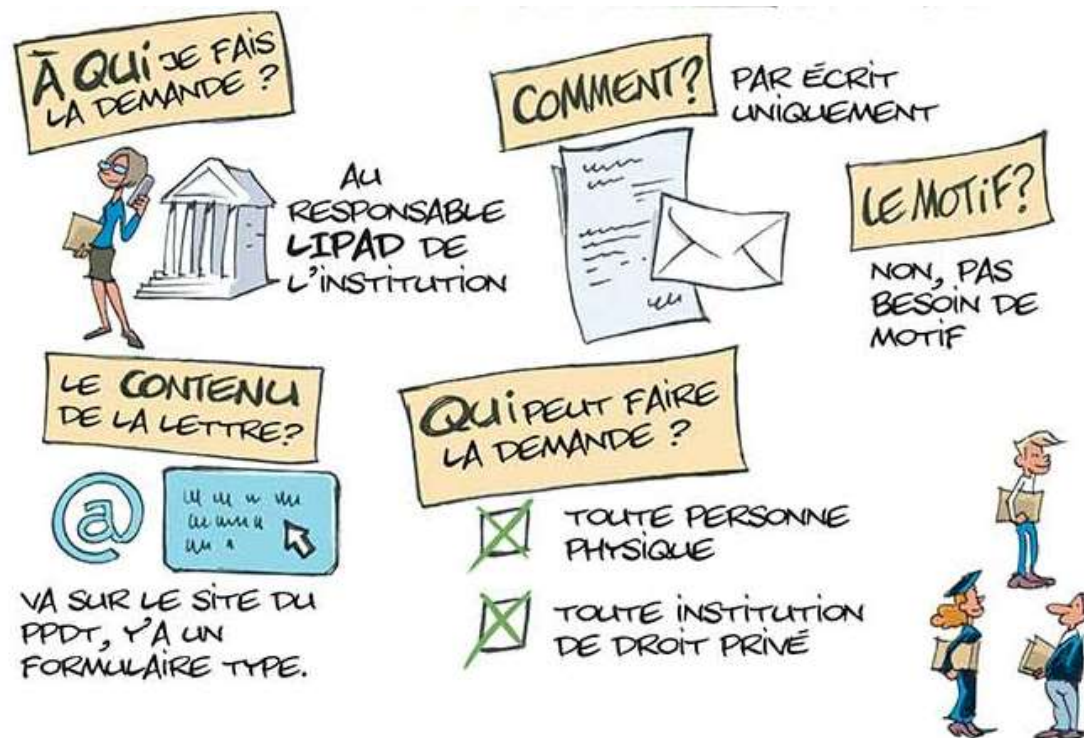 À QUI JE FAIS
LA DEMANDE ?
AU
RESPONSABLE
LIPAD DE
L'INSTITUTION
COMMENT?
PAR ÉCRIT
UNIQUEMENT
LE MOTIF?
NON, PAS
BESOIN DE
MOTIF
LE CONTENU
DE LA LETTRE?
@
VA SUR LE SITE DU
PPDT, Y'A UN
FORMULAIRE TYPE.
QUI PEUT FAIRE
LA DEMANDE ?
TOUTE PERSONNE
PHYSIQUE
TOUTE INSTITUTION
DE DROIT PRIVÉ